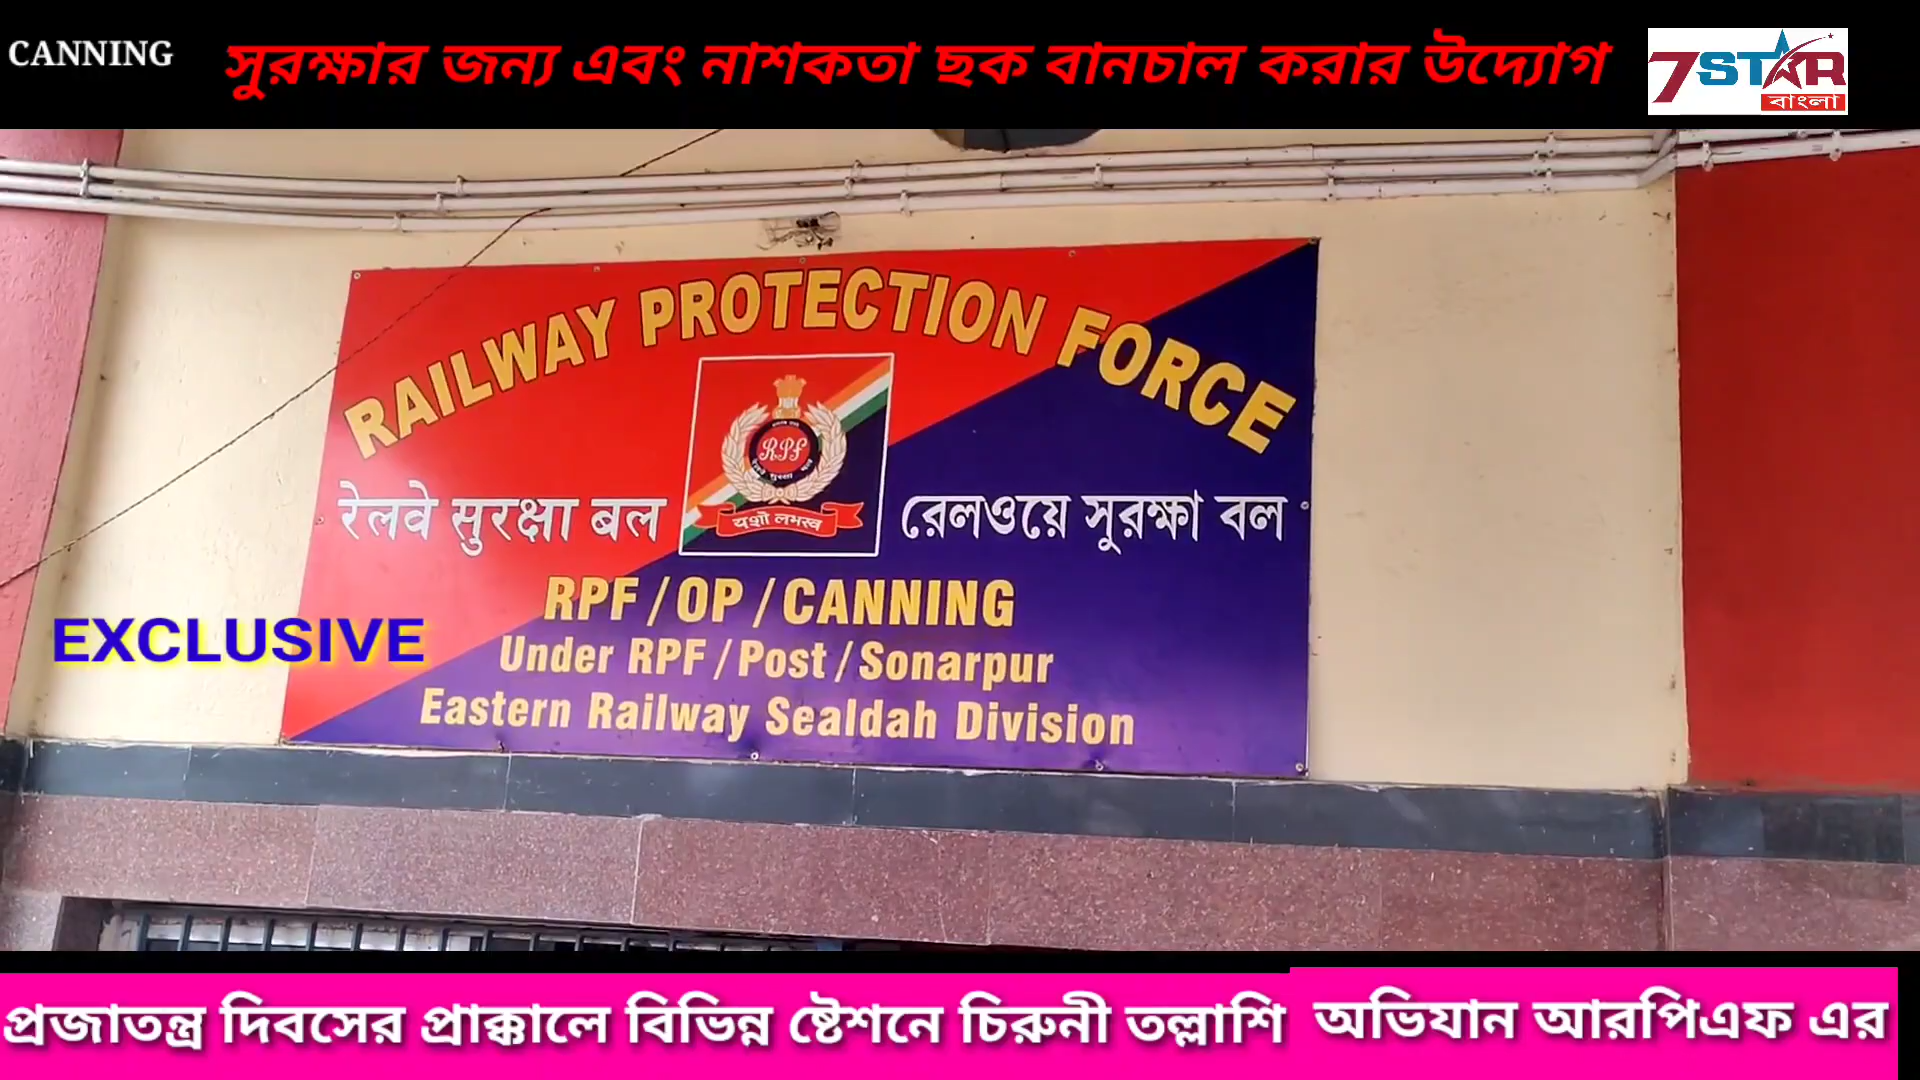 CANNING
সুরক্ষার জন্য এবং নাশকতা ছক বানচাল করার উদ্যোগ
7STAR
বাংলা
RAILWAY PROTECTION FORCE
RPF
यशो लभस्व
रेलवे सुरक्षा बल
রেলওয়ে সুরক্ষা বল
RPF / OP / CANNING
Under RPF / Post / Sonarpur
Eastern Railway Sealdah Division
EXCLUSIVE
প্রজাতন্ত্র দিবসের প্রাক্কালে বিভিন্ন ষ্টেশনে চিরুনী তল্লাশি অভিযান আরপিএফ এর